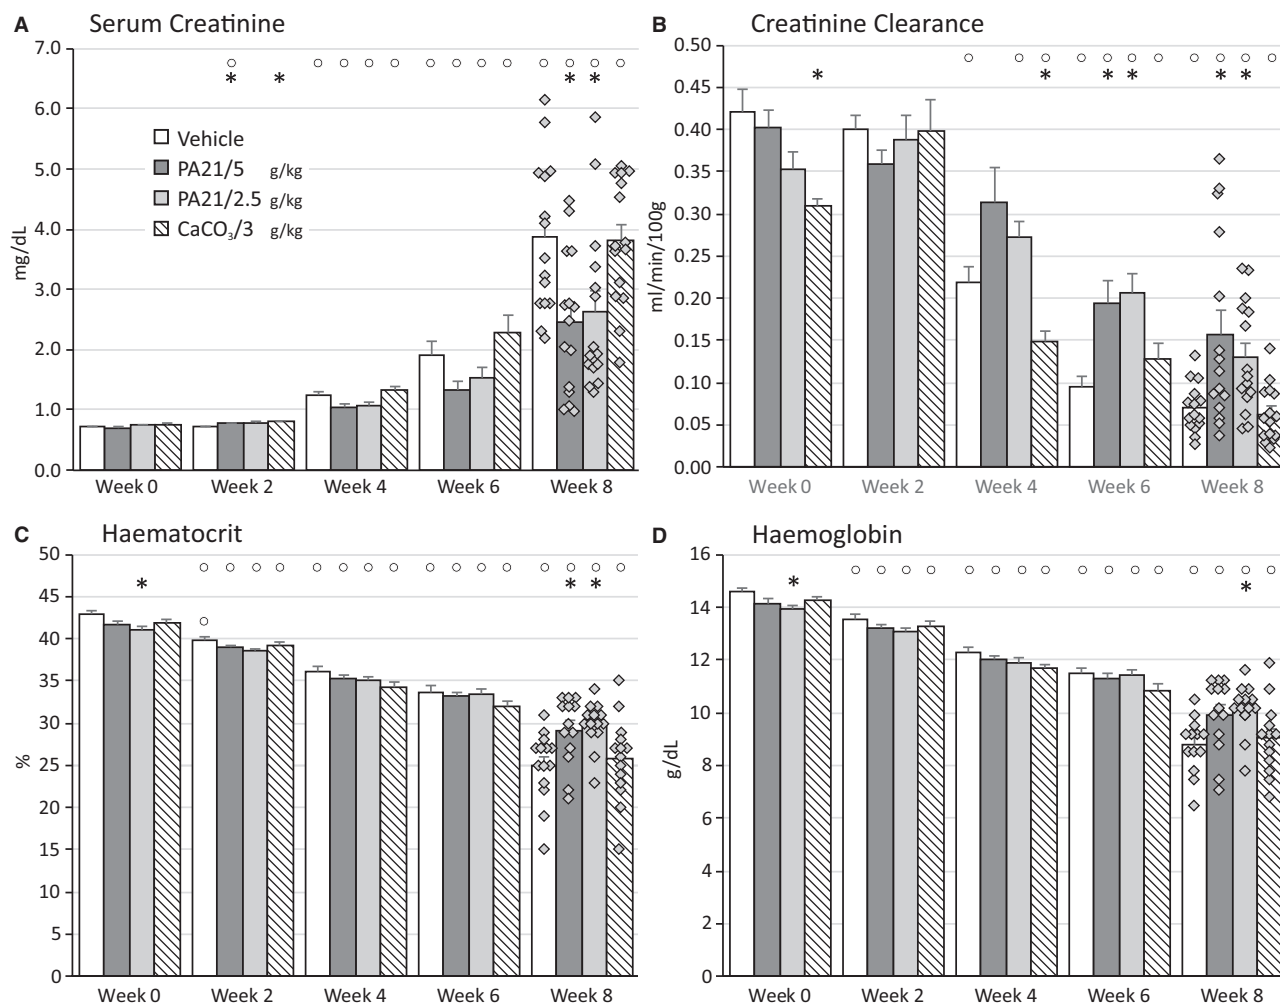 A Serum Creatinine
7.0
6.0
5.0
4.0
3.0
2.0
1.0
0.0
mg/dL
Vehicle
PA21/5 g/kg
PA21/2.5 g/kg
CaCO₃/3 g/kg
* *
* *
Week 0 Week 2 Week 4 Week 6 Week 8
B Creatinine Clearance
0.50
0.45
0.40
0.35
0.30
0.25
0.20
0.15
0.10
0.05
0.00
ml/min/100g
* * * * * *
Week 0 Week 2 Week 4 Week 6 Week 8
C Haematocrit
50
45
40
35
30
25
20
15
10
5
0
%
* * *
Week 0 Week 2 Week 4 Week 6 Week 8
D Haemoglobin
16
14
12
10
8
6
4
2
0
g/dL
* *
Week 0 Week 2 Week 4 Week 6 Week 8